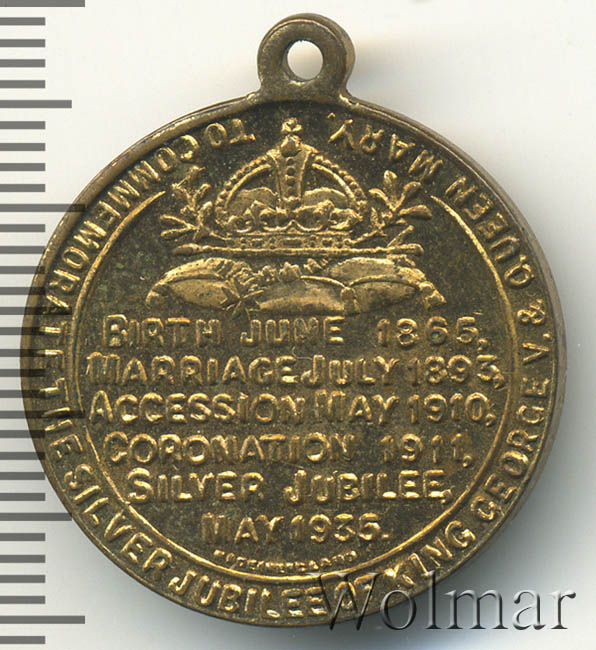 TO COMMEMORATE THE SILVER JUBILEE OF KING GEORGE V. & QUEEN MARY.
BIRTH JUNE 1865,
MARRIAGE JULY 1893,
ACCESSION MAY 1910,
CORONATION 1911,
SILVER JUBILEE,
MAY 1935.
Wolmar